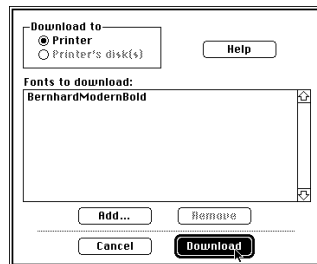 Download to
Printer
Printer's disk(s)
Help
Fonts to download:
BernhardModernBold
Add...
Remove
Cancel
Download